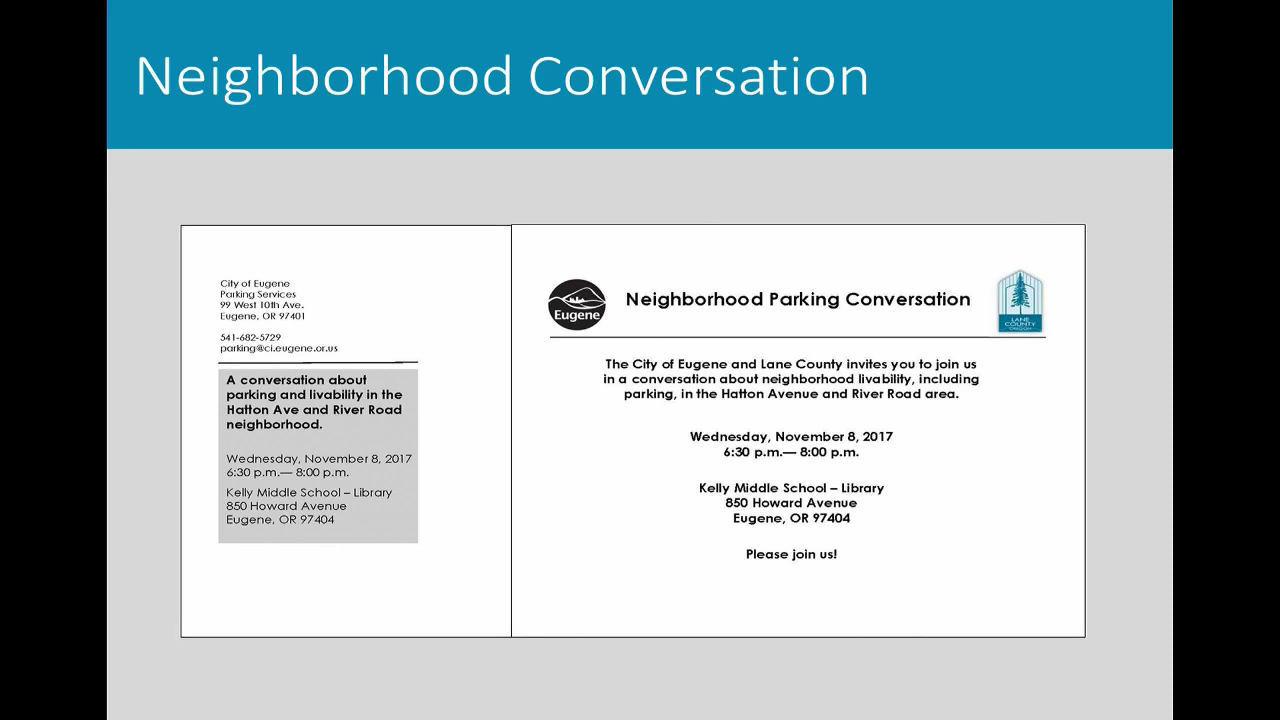 Neighborhood Conversation
City of Eugene
Parking Services
99 West 10th Ave.
Eugene, OR 97401
541-682-5729
parking@ci.eugene.or.us
A conversation about
parking and livability in the
Hatton Ave and River Road
neighborhood.
Wednesday, November 8, 2017
6:30 p.m.— 8:00 p.m.
Kelly Middle School – Library
850 Howard Avenue
Eugene, OR 97404
Eugene
Neighborhood Parking Conversation
LANE
COUNTY
OREGON
The City of Eugene and Lane County invites you to join us
in a conversation about neighborhood livability, including
parking, in the Hatton Avenue and River Road area.
Wednesday, November 8, 2017
6:30 p.m.— 8:00 p.m.
Kelly Middle School – Library
850 Howard Avenue
Eugene, OR 97404
Please join us!